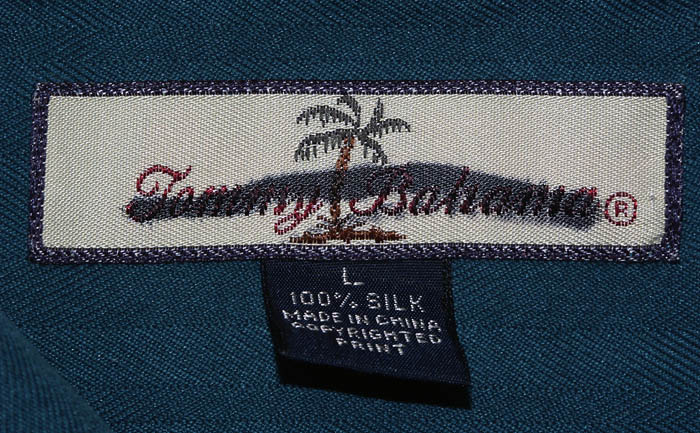 Tommy Bahama ®
L
100% SILK
MADE IN CHINA
COPYRIGHTED
PRINT